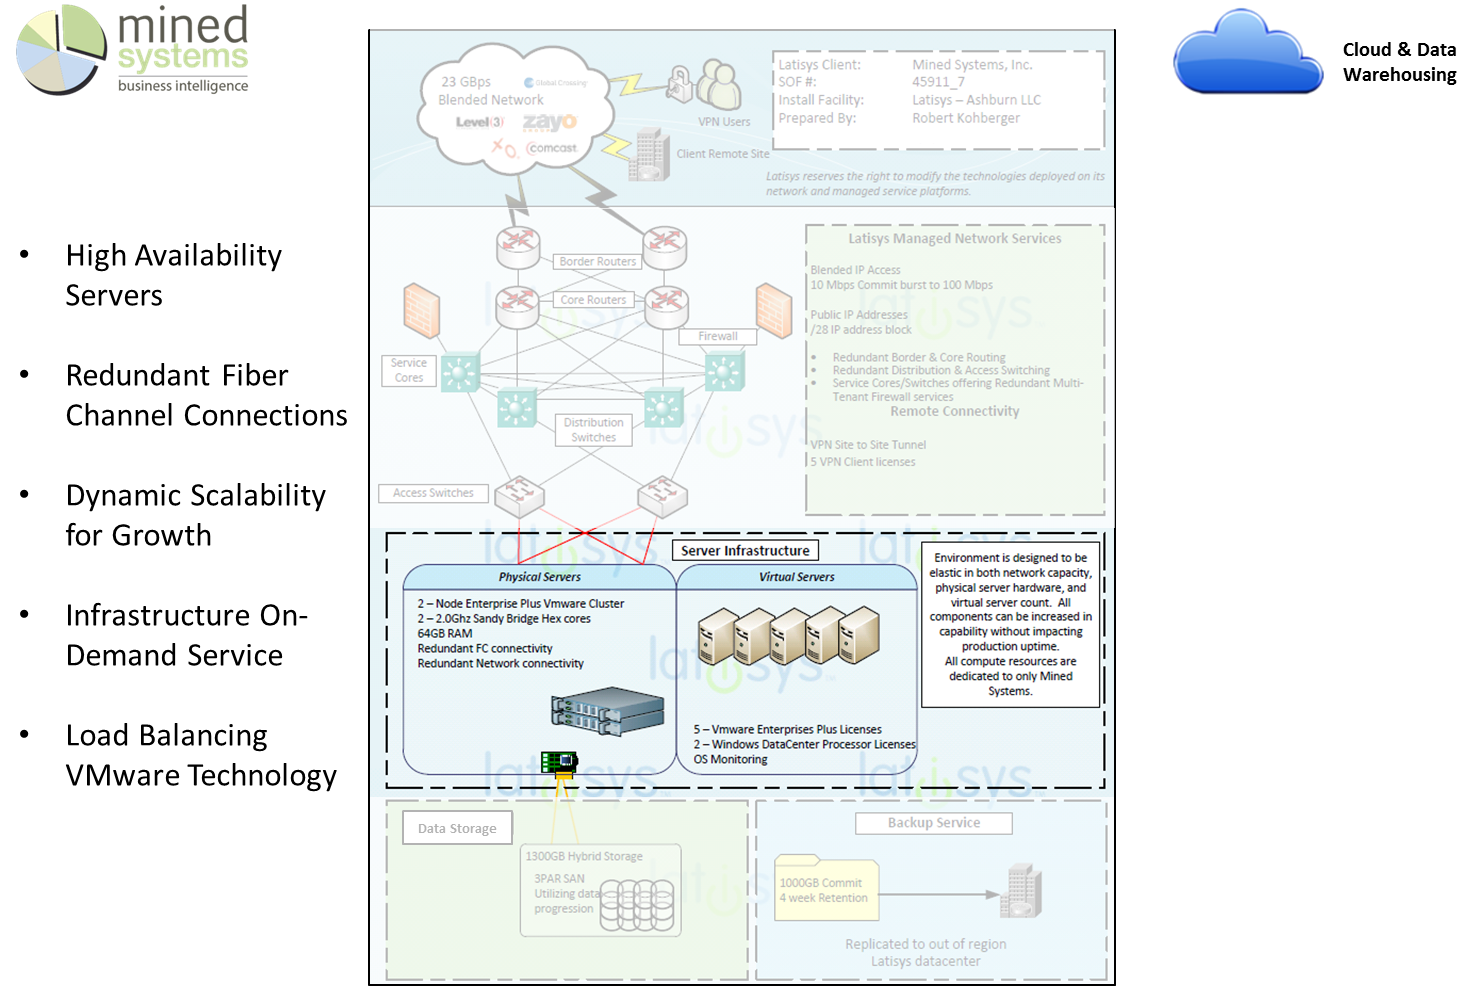 mined
systems
business intelligence
Cloud & Data
Warehousing
• High Availability
Servers
• Redundant Fiber
Channel Connections
• Dynamic Scalability
for Growth
• Infrastructure On-
Demand Service
• Load Balancing
VMware Technology
23 GBps
Blended Network
Global Crossing
Level(3)
zayo
XO
comcast
VPN Users
Client Remote Site
Latisys Client: Mined Systems, Inc.
SOF #: 45911_7
Install Facility: Latisys – Ashburn LLC
Prepared By: Robert Kohberger
Latisys reserves the right to modify the technologies deployed on its
network and managed service platforms.
Border Routers
Core Routers
Firewall
Service
Cores
Distribution
Switches
Access Switches
Latisys Managed Network Services
Blended IP Access
10 Mbps Commit burst to 100 Mbps
Public IP Addresses
/28 IP address block
• Redundant Border & Core Routing
• Redundant Distribution & Access Switching
• Service Cores/Switches offering Redundant Multi-
Tenant Firewall services
Remote Connectivity
VPN Site to Site Tunnel
5 VPN Client licenses
latisys
latisys
latisys
Server Infrastructure
Physical Servers
2 – Node Enterprise Plus Vmware Cluster
2 – 2.0Ghz Sandy Bridge Hex cores
64GB RAM
Redundant FC connectivity
Redundant Network connectivity
Virtual Servers
5 – Vmware Enterprises Plus Licenses
2 – Windows DataCenter Processor Licenses
OS Monitoring
Environment is designed to be
elastic in both network capacity,
physical server hardware, and
virtual server count. All
components can be increased in
capability without impacting
production uptime.
All compute resources are
dedicated to only Mined
Systems.
latisys
latisys
latisys
latisys
latisys
Data Storage
1300GB Hybrid Storage
3PAR SAN
Utilizing data
progression
latisys
Backup Service
1000GB Commit
4 week Retention
Replicated to out of region
Latisys datacenter